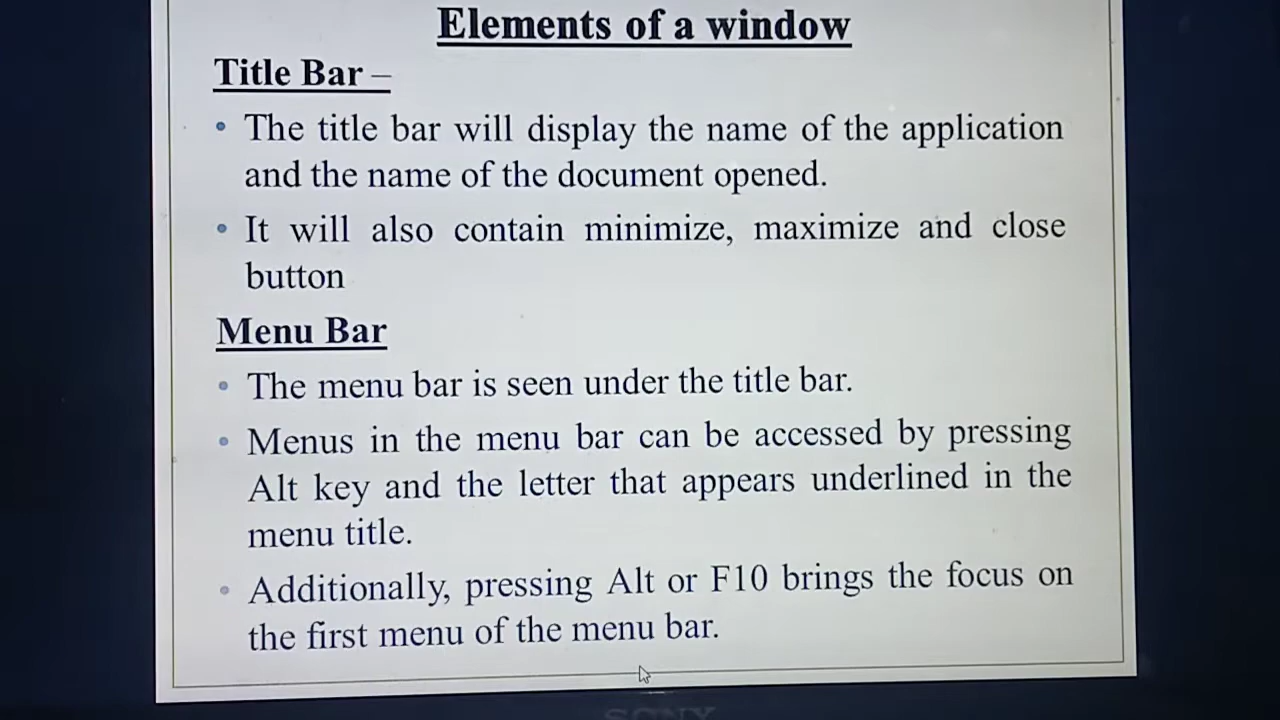 Elements of a window
Title Bar –
• The title bar will display the name of the application
and the name of the document opened.
• It will also contain minimize, maximize and close
button
Menu Bar
• The menu bar is seen under the title bar.
• Menus in the menu bar can be accessed by pressing
Alt key and the letter that appears underlined in the
menu title.
• Additionally, pressing Alt or F10 brings the focus on
the first menu of the menu bar.
SONY